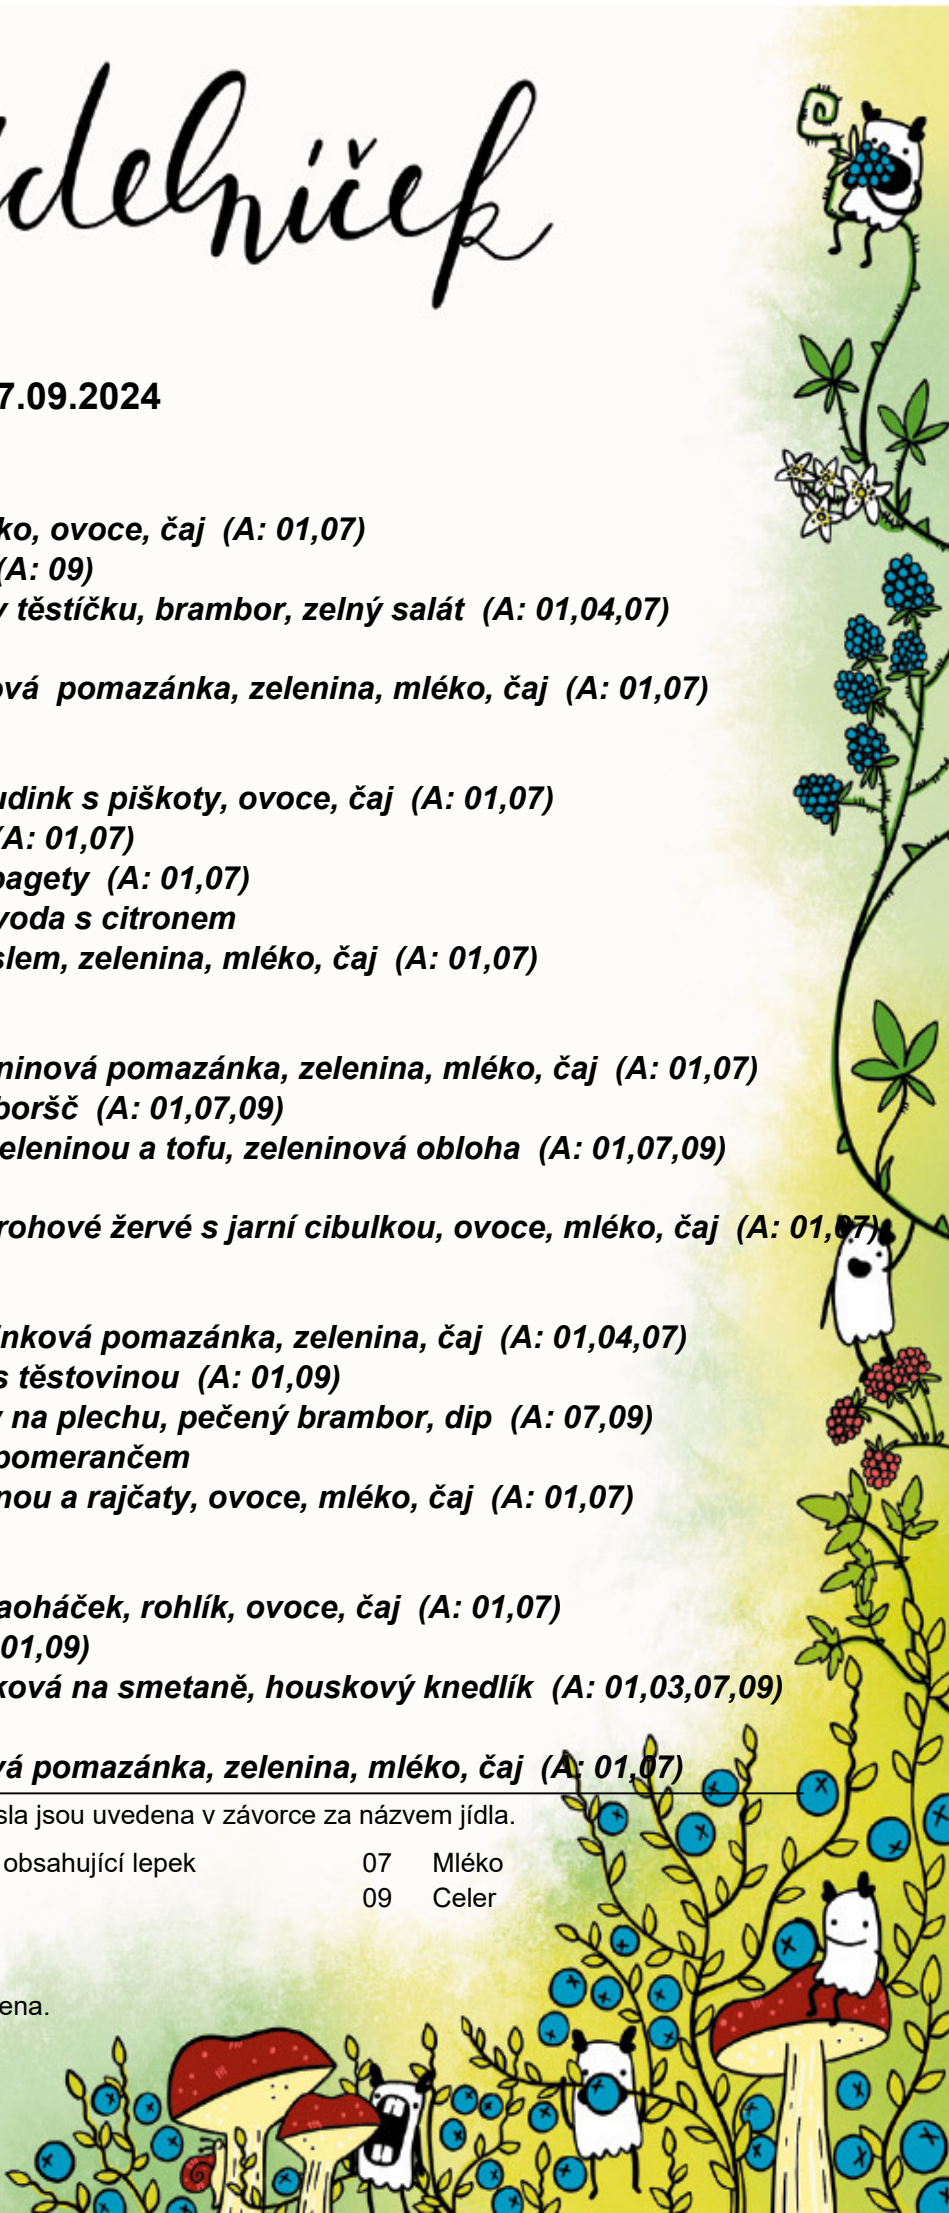 delníček
7.09.2024
ko, ovoce, čaj (A: 01,07)
(A: 09)
v těstíčku, brambor, zelný salát (A: 01,04,07)
ová pomazánka, zelenina, mléko, čaj (A: 01,07)
udink s piškoty, ovoce, čaj (A: 01,07)
(A: 01,07)
pagety (A: 01,07)
voda s citronem
slem, zelenina, mléko, čaj (A: 01,07)
ninová pomazánka, zelenina, mléko, čaj (A: 01,07)
boršč (A: 01,07,09)
eleninou a tofu, zeleninová obloha (A: 01,07,09)
rohové žervé s jarní cibulkou, ovoce, mléko, čaj (A: 01,07)
inková pomazánka, zelenina, čaj (A: 01,04,07)
s těstovinou (A: 01,09)
y na plechu, pečený brambor, dip (A: 07,09)
pomerančem
nou a rajčaty, ovoce, mléko, čaj (A: 01,07)
aoháček, rohlík, ovoce, čaj (A: 01,07)
01,09)
ková na smetaně, houskový knedlík (A: 01,03,07,09)
vá pomazánka, zelenina, mléko, čaj (A: 01,07)
sla jsou uvedena v závorce za názvem jídla.
obsahující lepek 07 Mléko
09 Celer
ena.